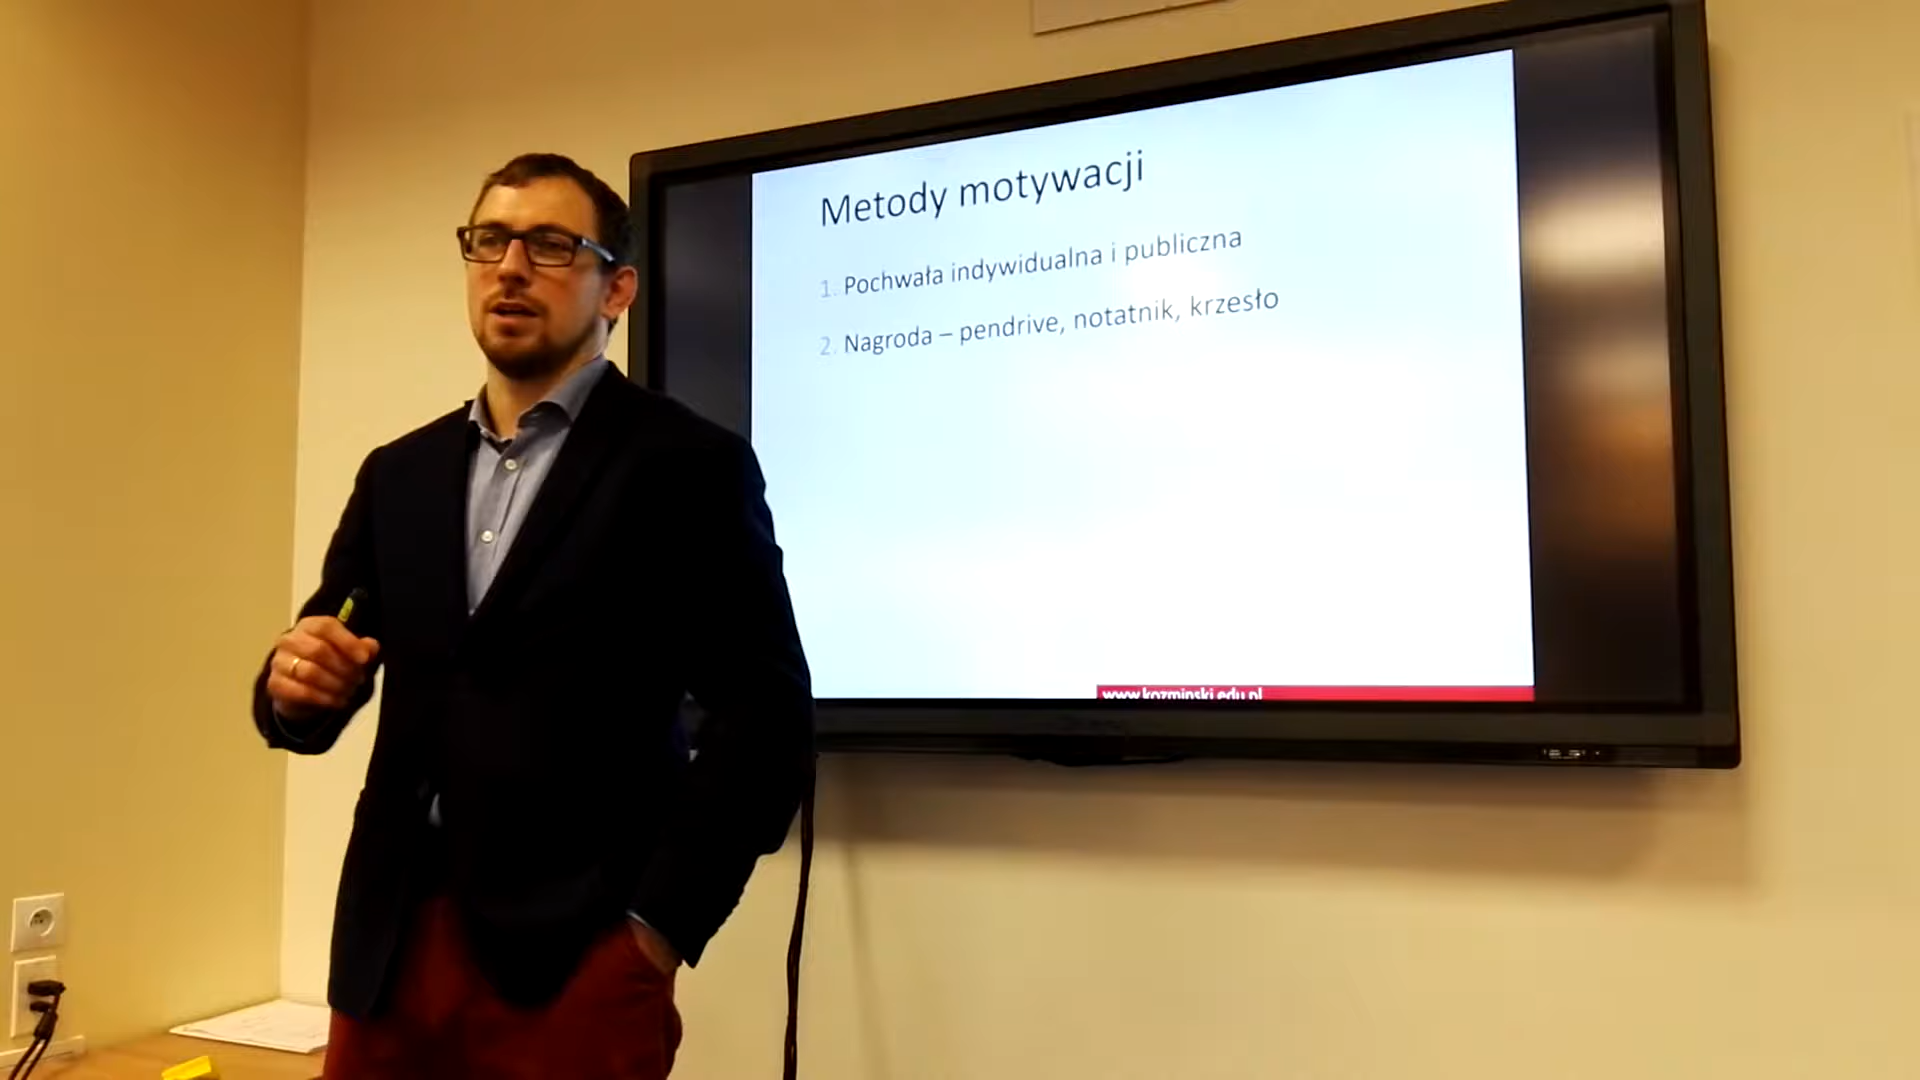 Metody motywacji
1. Pochwała indywidualna i publiczna
2. Nagroda – pendrive, notatnik, krzesło
www.kozminski.edu.pl